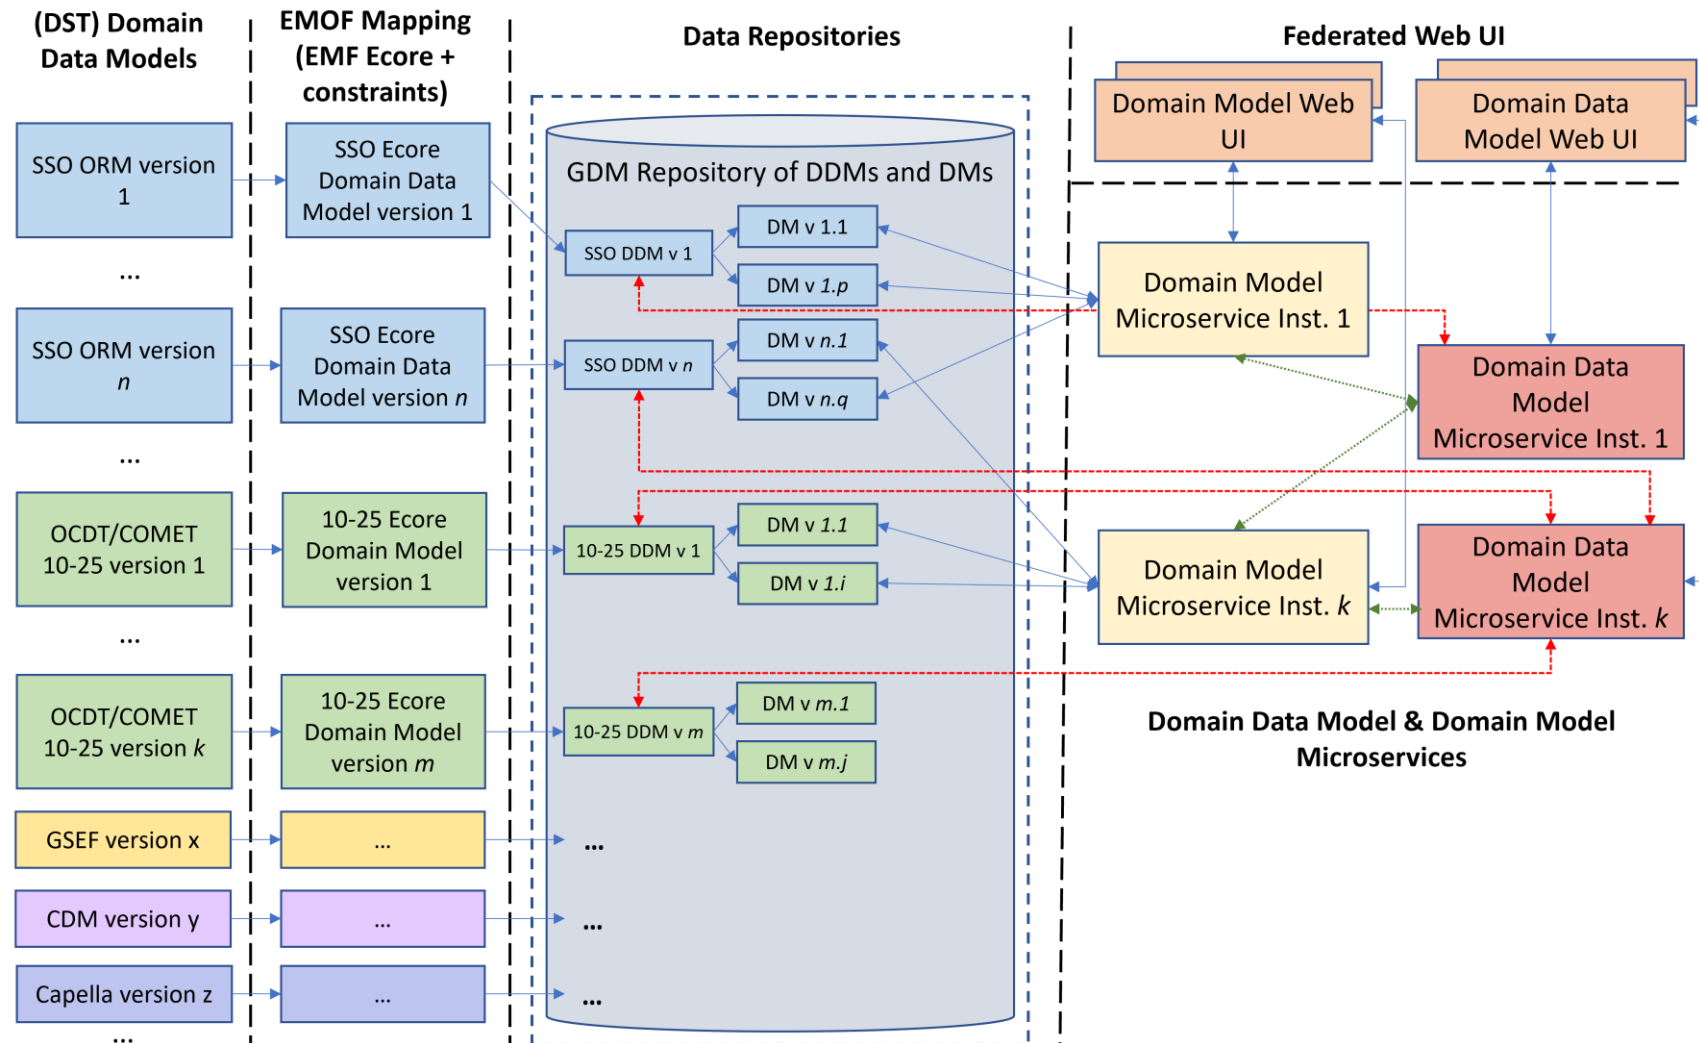 (DST) Domain
Data Models
EMOF Mapping
(EMF Ecore +
constraints)
Data Repositories
Federated Web UI
SSO ORM version
1
...
SSO ORM version
n
...
OCDT/COMET
10-25 version 1
...
OCDT/COMET
10-25 version k
GSEF version x
CDM version y
Capella version z
...
SSO Ecore
Domain Data
Model version 1
SSO Ecore
Domain Data
Model version n
10-25 Ecore
Domain Model
version 1
10-25 Ecore
Domain Model
version m
...
...
...
GDM Repository of DDMs and DMs
SSO DDM v 1
DM v 1.1
DM v 1.p
SSO DDM v n
DM v n.1
DM v n.q
10-25 DDM v 1
DM v 1.1
DM v 1.i
10-25 DDM v m
DM v m.1
DM v m.j
...
...
...
Domain Model Web
UI
Domain Data
Model Web UI
Domain Model
Microservice Inst. 1
Domain Data
Model
Microservice Inst. 1
Domain Model
Microservice Inst. k
Domain Data
Model
Microservice Inst. k
Domain Data Model & Domain Model
Microservices